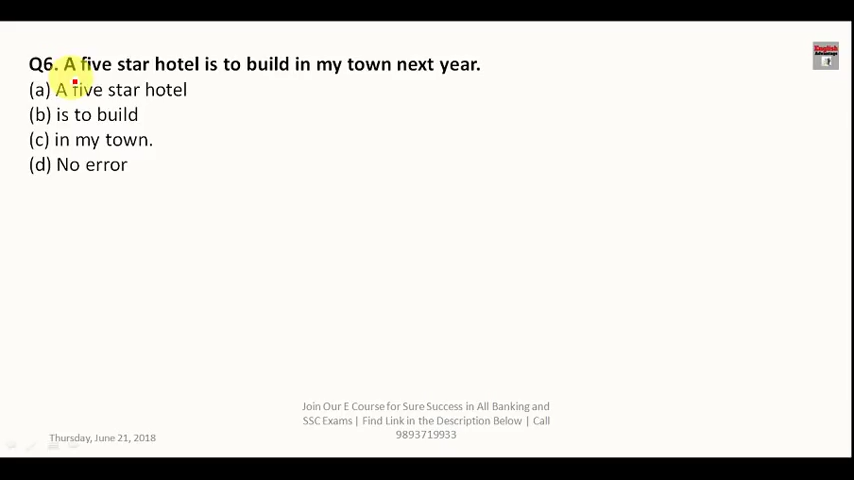 English
Advantage
Q6. A five star hotel is to build in my town next year.
(a) A five star hotel
(b) is to build
(c) in my town.
(d) No error
Join Our E Course for Sure Success in All Banking and
SSC Exams | Find Link in the Description Below | Call
9893719933
Thursday, June 21, 2018